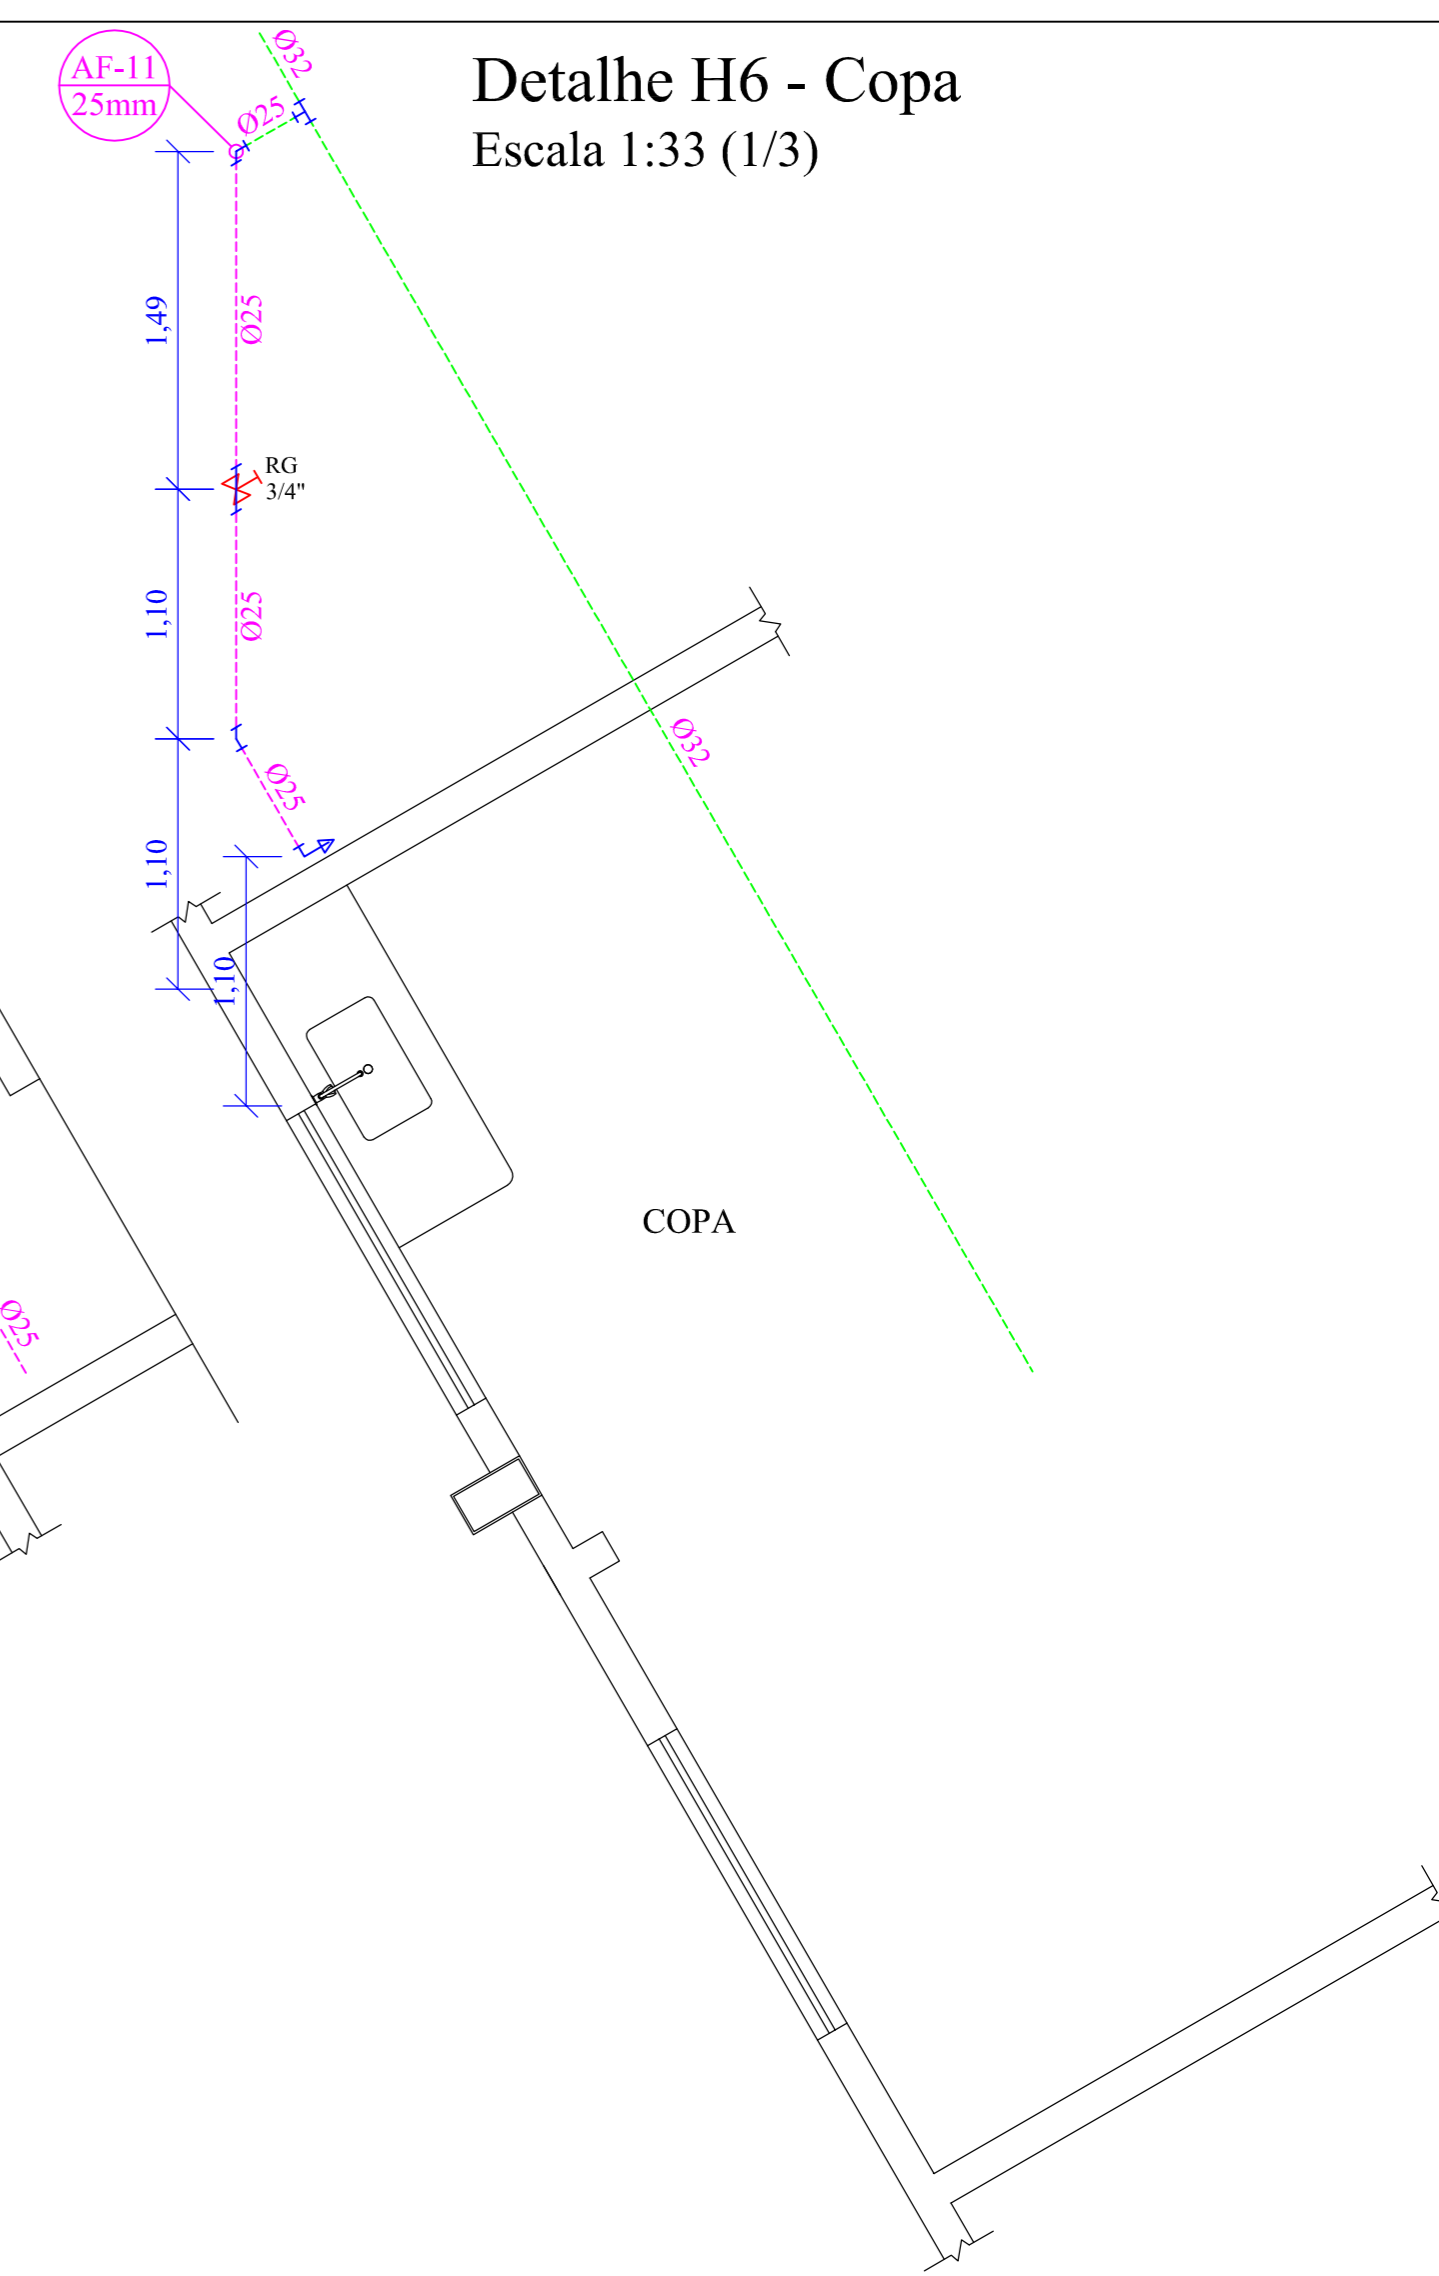 AF-11
25mm
Ø32
Ø25
Detalhe H6 - Copa
Escala 1:33 (1/3)
1,49
Ø25
RG
3/4"
1,10
Ø25
Ø32
Ø25
1,10
1,10
COPA
Ø25